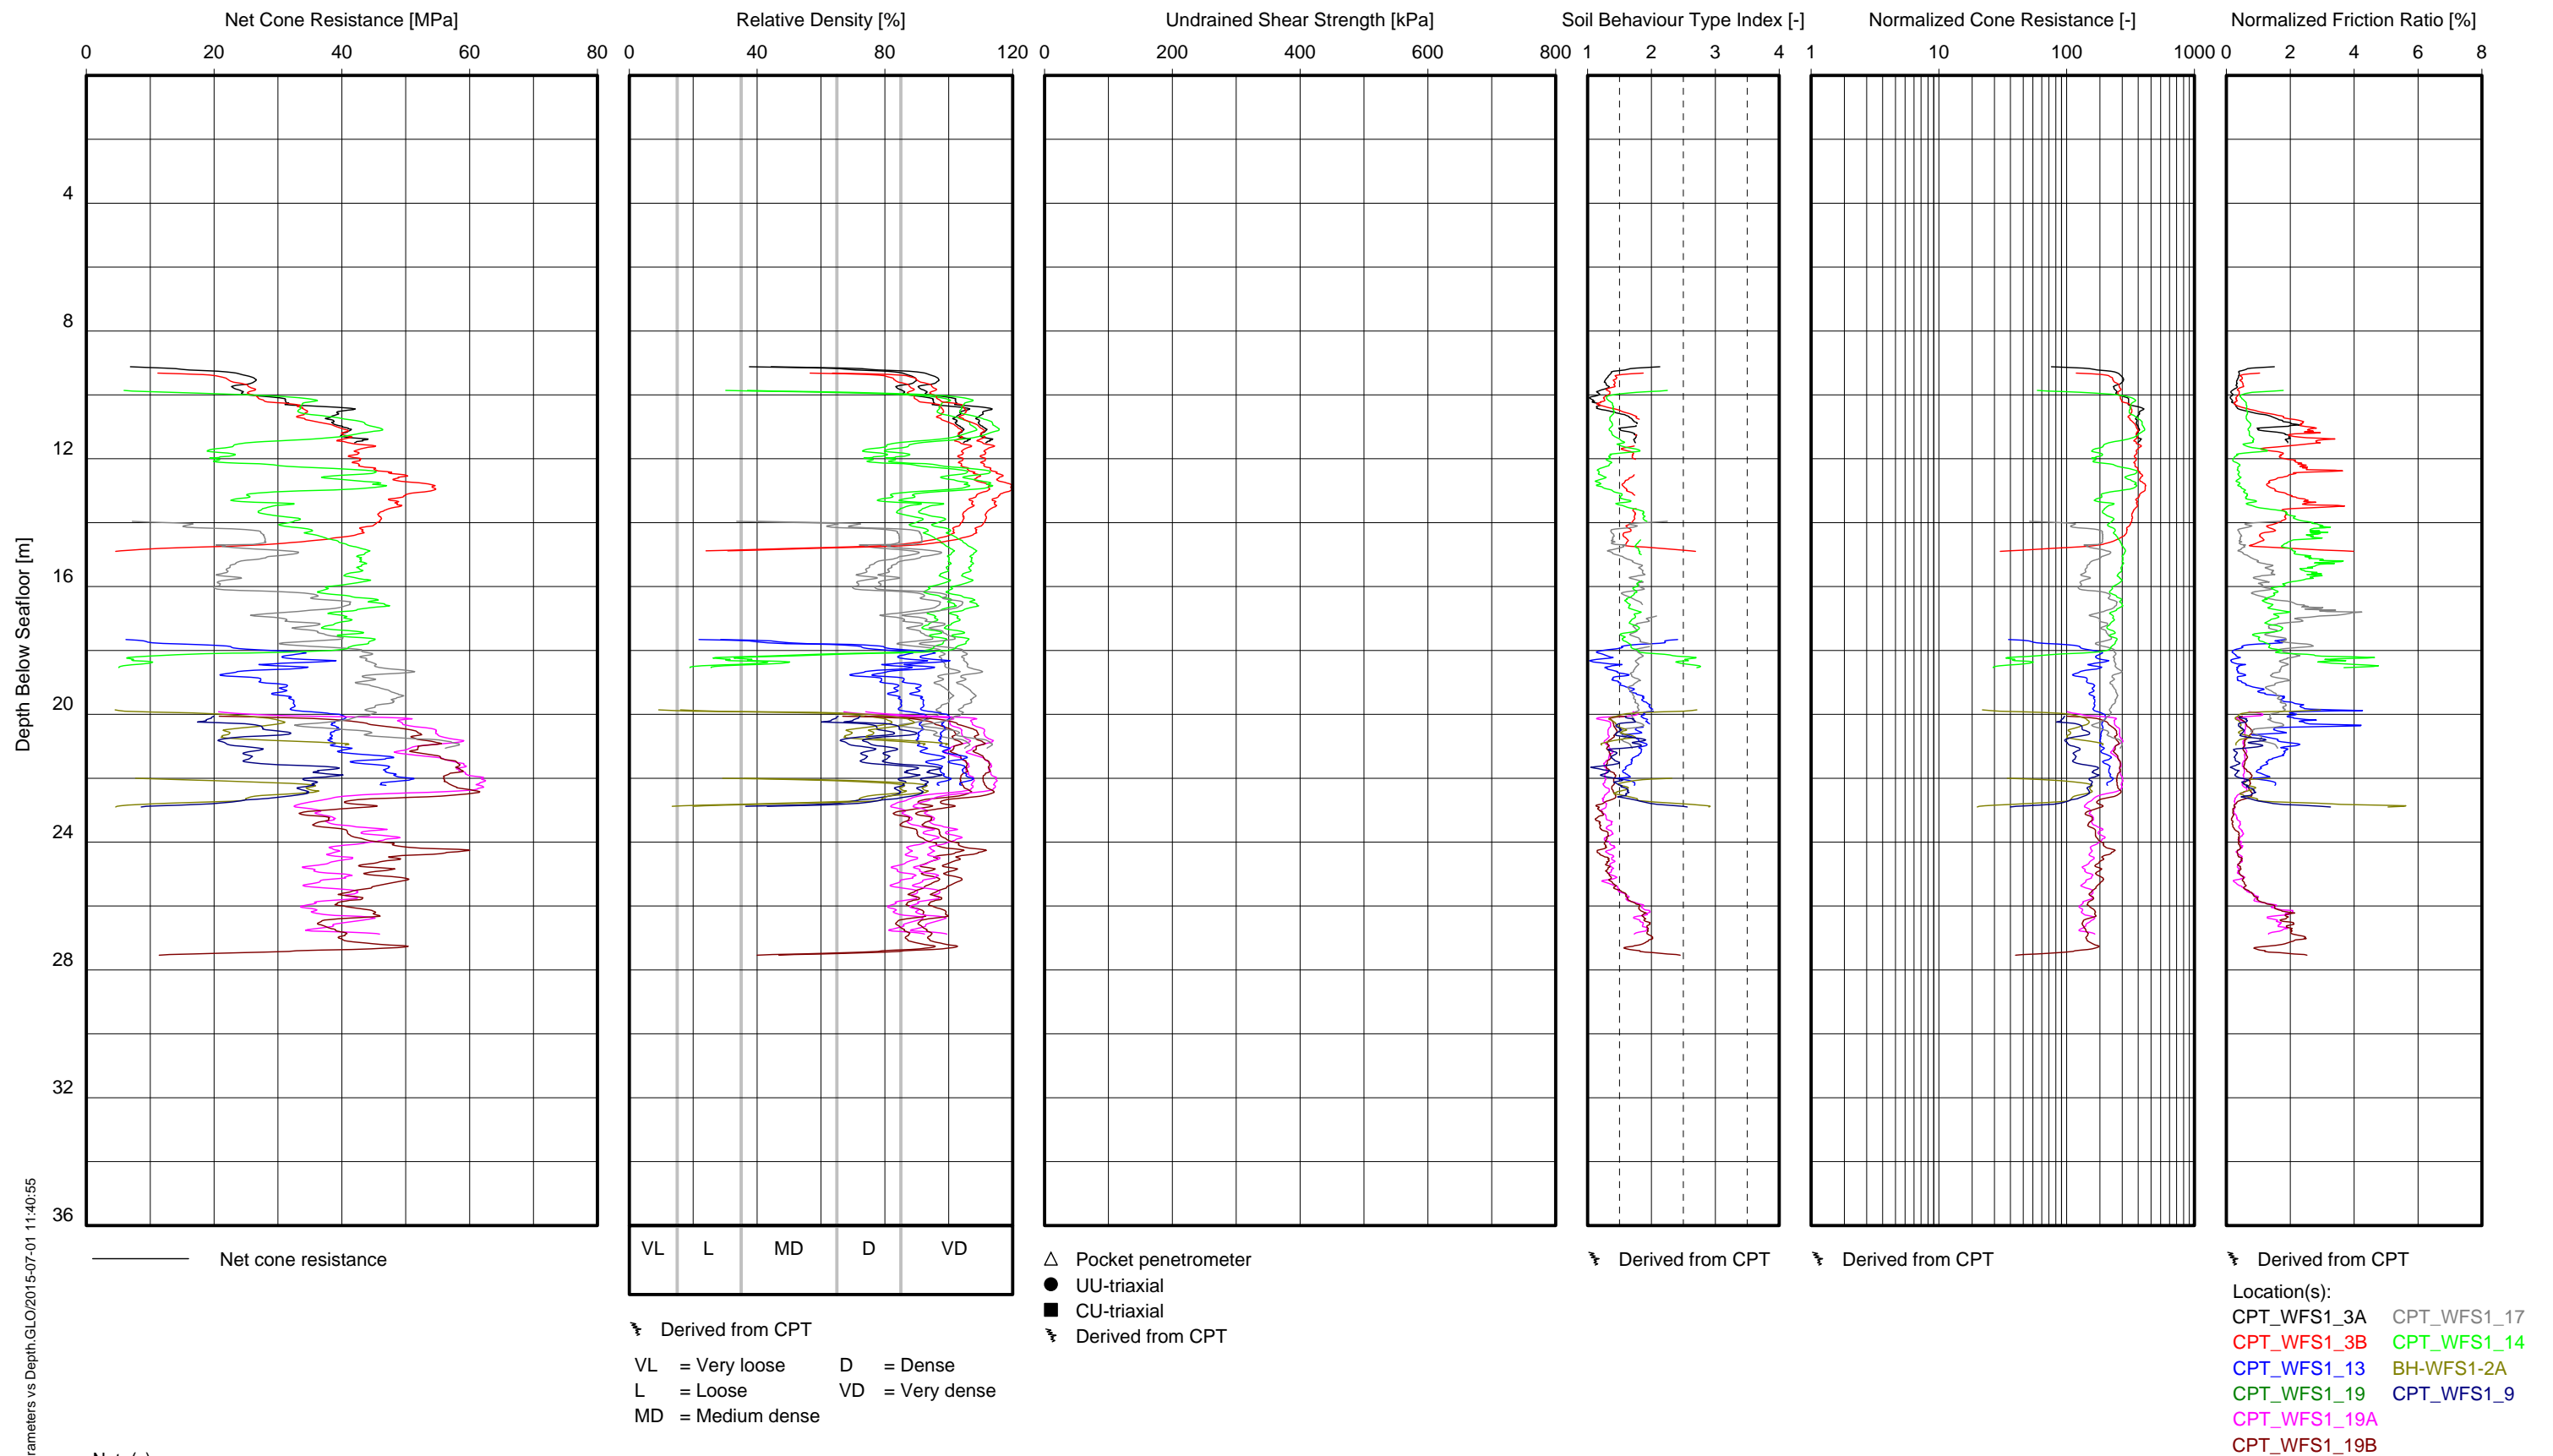 Net Cone Resistance [MPa]
Relative Density [%]
Undrained Shear Strength [kPa]
Soil Behaviour Type Index [-]
Normalized Cone Resistance [-]
Normalized Friction Ratio [%]
0 20 40 60 80
0 40 80 120
0 200 400 600 800
1 2 3 4
1 10 100 1000
0 2 4 6 8
Depth Below Seafloor [m]
4
8
12
16
20
24
28
32
36
Net cone resistance
VL L MD D VD
Derived from CPT
VL = Very loose D = Dense
L = Loose VD = Very dense
MD = Medium dense
Pocket penetrometer
UU-triaxial
CU-triaxial
Derived from CPT
Derived from CPT
Derived from CPT
Derived from CPT
Location(s):
CPT_WFS1_3A CPT_WFS1_17
CPT_WFS1_3B CPT_WFS1_14
CPT_WFS1_13 BH-WFS1-2A
CPT_WFS1_19 CPT_WFS1_9
CPT_WFS1_19A
CPT_WFS1_19B
vs Depth.GLO/2015-07-01 11:40:55